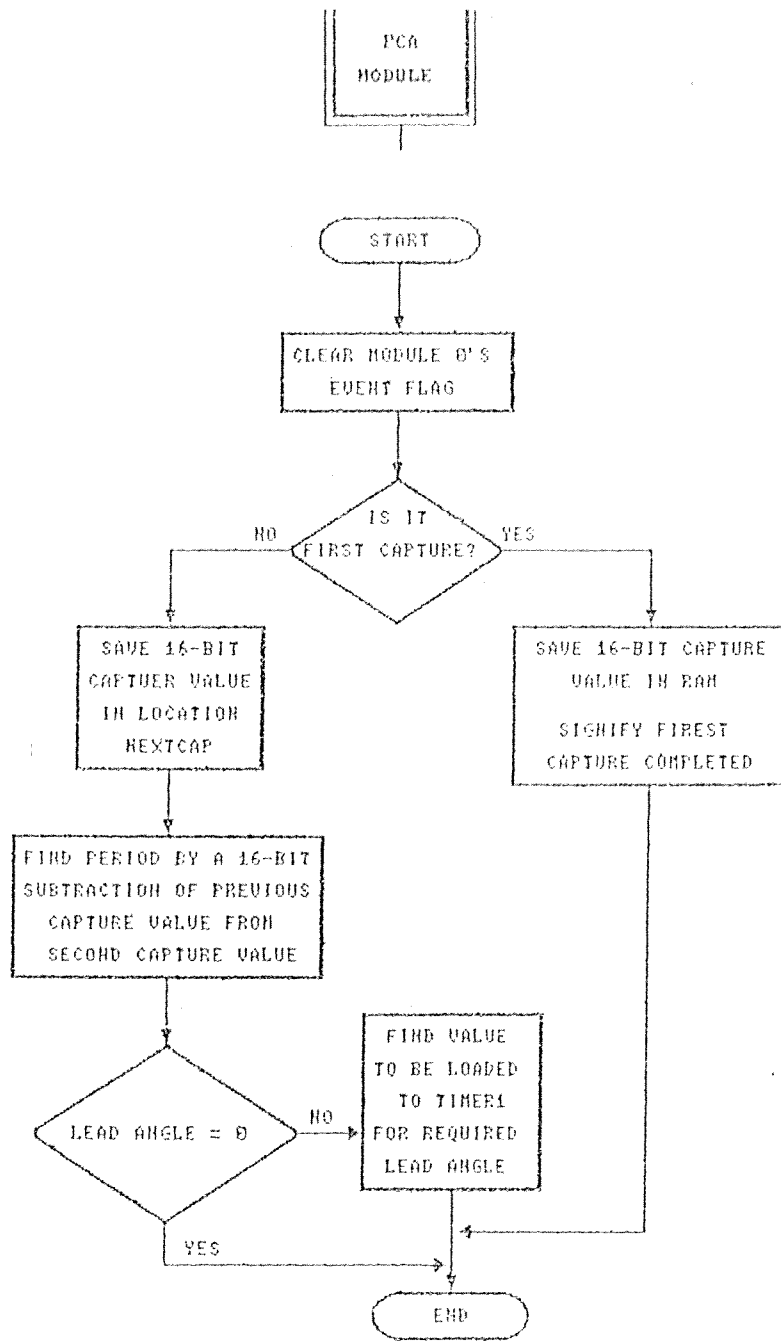 PCA
MODULE
START
CLEAR MODULE 0'S
EVENT FLAG
IS IT
FIRST CAPTURE?
NO
YES
SAVE 16-BIT
CAPTUER VALUE
IN LOCATION
NEXTCAP
SAVE 16-BIT CAPTURE
VALUE IN RAM
SIGNIFY FIREST
CAPTURE COMPLETED
FIND PERIOD BY A 16-BIT
SUBTRACTION OF PREVIOUS
CAPTURE VALUE FROM
SECOND CAPTURE VALUE
LEAD ANGLE = 0
NO
FIND VALUE
TO BE LOADED
TO TIMER1
FOR REQUIRED
LEAD ANGLE
YES
END